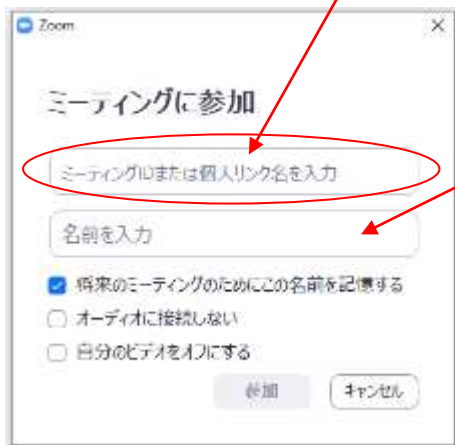 Zoom
ミーティングに参加
ミーティングIDまたは個人リンク名を入力
名前を入力
将来のミーティングのためにこの名前を記憶する
オーディオに接続しない
自分のビデオをオフにする
参加 キャンセル